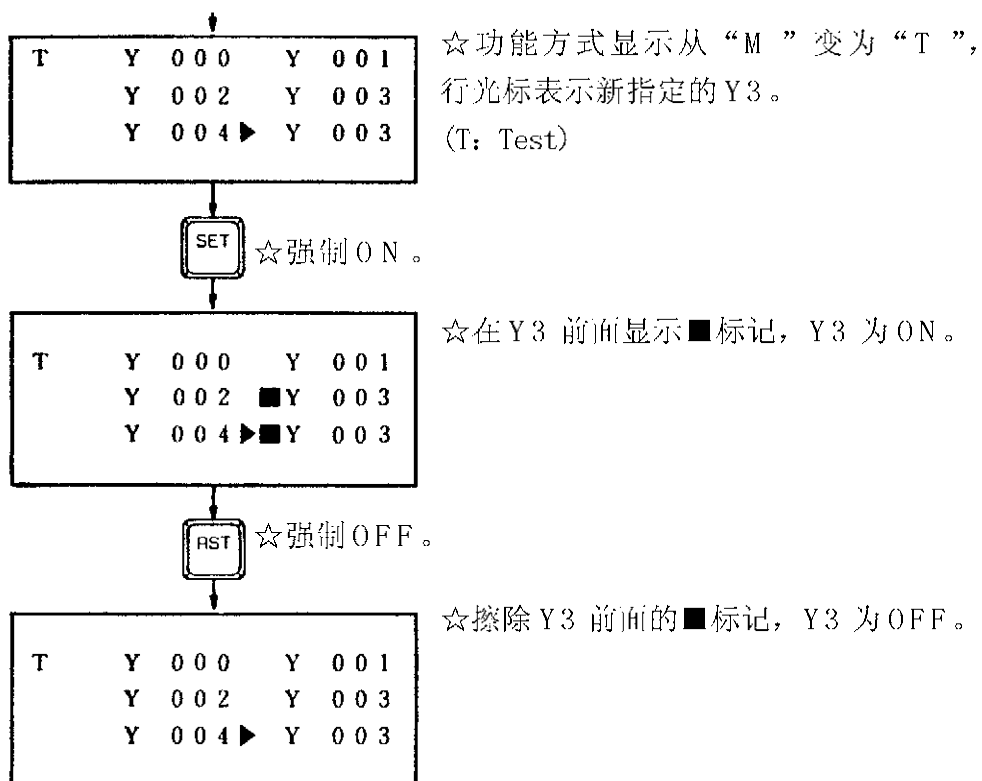 T Y 000 Y 001
Y 002 Y 003
Y 004▶ Y 003
☆功能方式显示从“M ”变为“T ”,
行光标表示新指定的Y3。
(T: Test)
SET
☆强制ON。
T Y 000 Y 001
Y 002 ■Y 003
Y 004▶■Y 003
☆在Y3 前面显示■标记, Y3 为ON。
RST
☆强制OFF。
T Y 000 Y 001
Y 002 Y 003
Y 004▶ Y 003
☆擦除Y3 前面的■标记, Y3 为OFF。